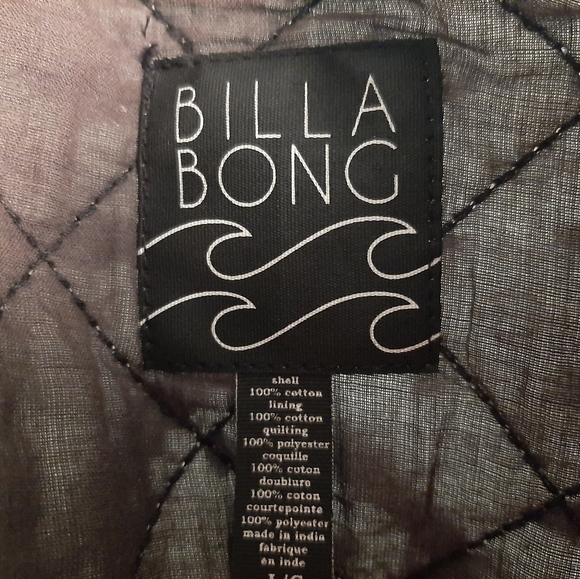 BILLA
BONG
shell
100% cotton
lining
100% cotton
quilting
100% polyester
coquille
100% coton
doublure
100% coton
courtepointe
100% polyester
made in india
fabrique
én inde
L/G